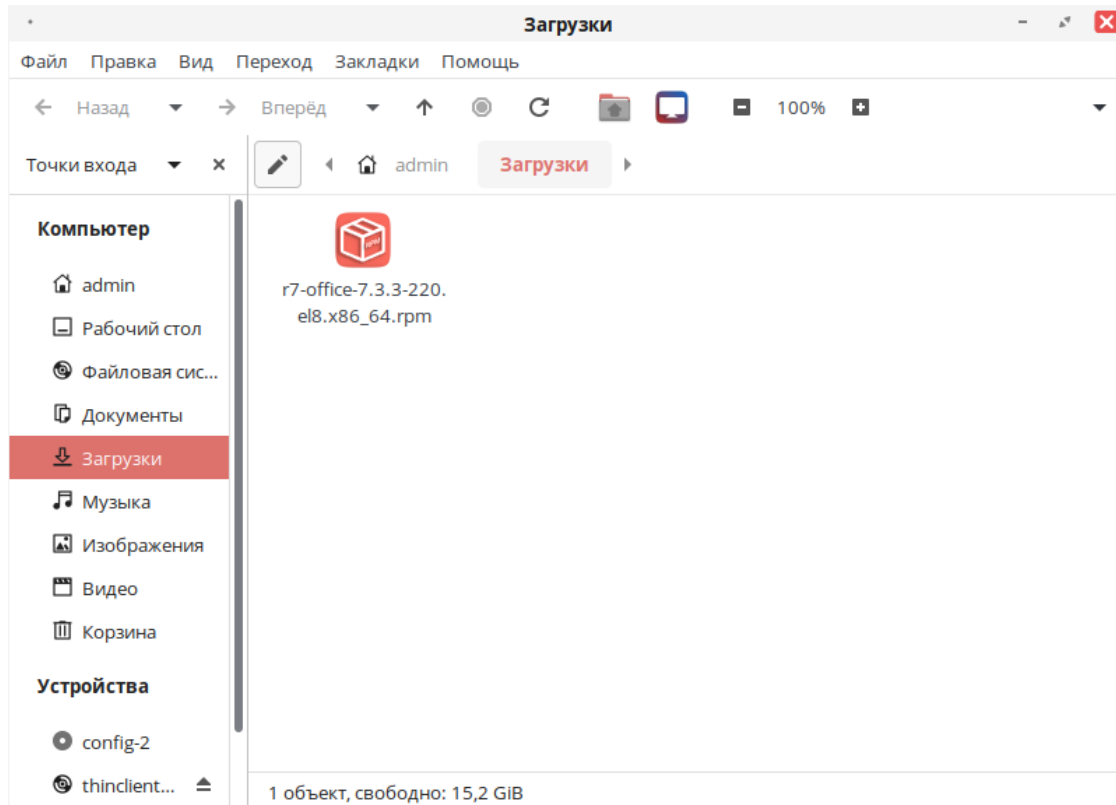 Загрузки
Файл Правка Вид Переход Закладки Помощь
Назад Вперёд 100%
Точки входа
admin Загрузки
Компьютер
admin
Рабочий стол
Файловая сис...
Документы
Загрузки
Музыка
Изображения
Видео
Корзина
Устройства
config-2
thinclient...
RPM
r7-office-7.3.3-220.
el8.x86_64.rpm
1 объект, свободно: 15,2 GiB